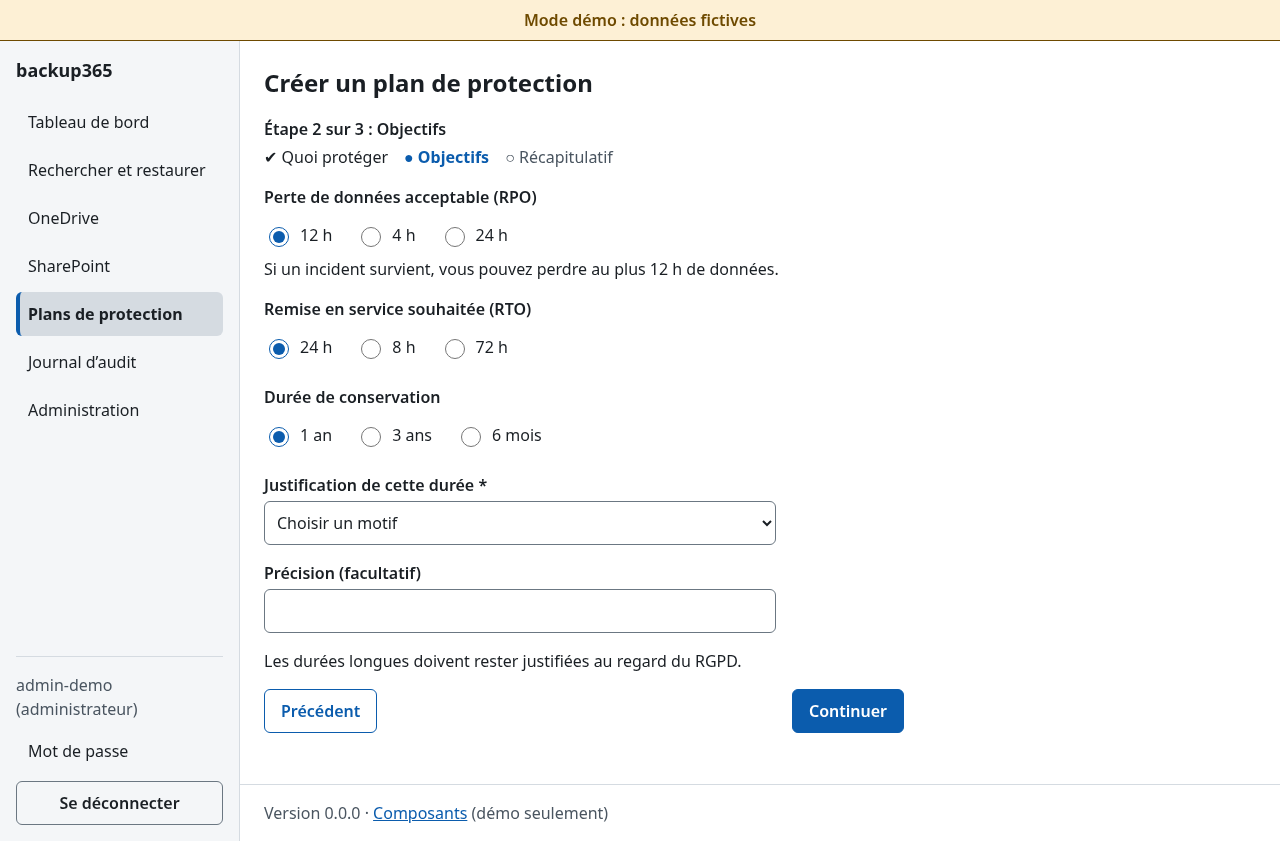 Mode démo : données fictives
backup365
Tableau de bord
Rechercher et restaurer
OneDrive
SharePoint
Plans de protection
Journal d’audit
Administration
admin-demo
(administrateur)
Mot de passe
Se déconnecter
Créer un plan de protection
Étape 2 sur 3 : Objectifs
✔ Quoi protéger ● Objectifs ○ Récapitulatif
Perte de données acceptable (RPO)
12 h 4 h 24 h
Si un incident survient, vous pouvez perdre au plus 12 h de données.
Remise en service souhaitée (RTO)
24 h 8 h 72 h
Durée de conservation
1 an 3 ans 6 mois
Justification de cette durée *
Choisir un motif
Précision (facultatif)
Les durées longues doivent rester justifiées au regard du RGPD.
Précédent Continuer
Version 0.0.0 · Composants (démo seulement)